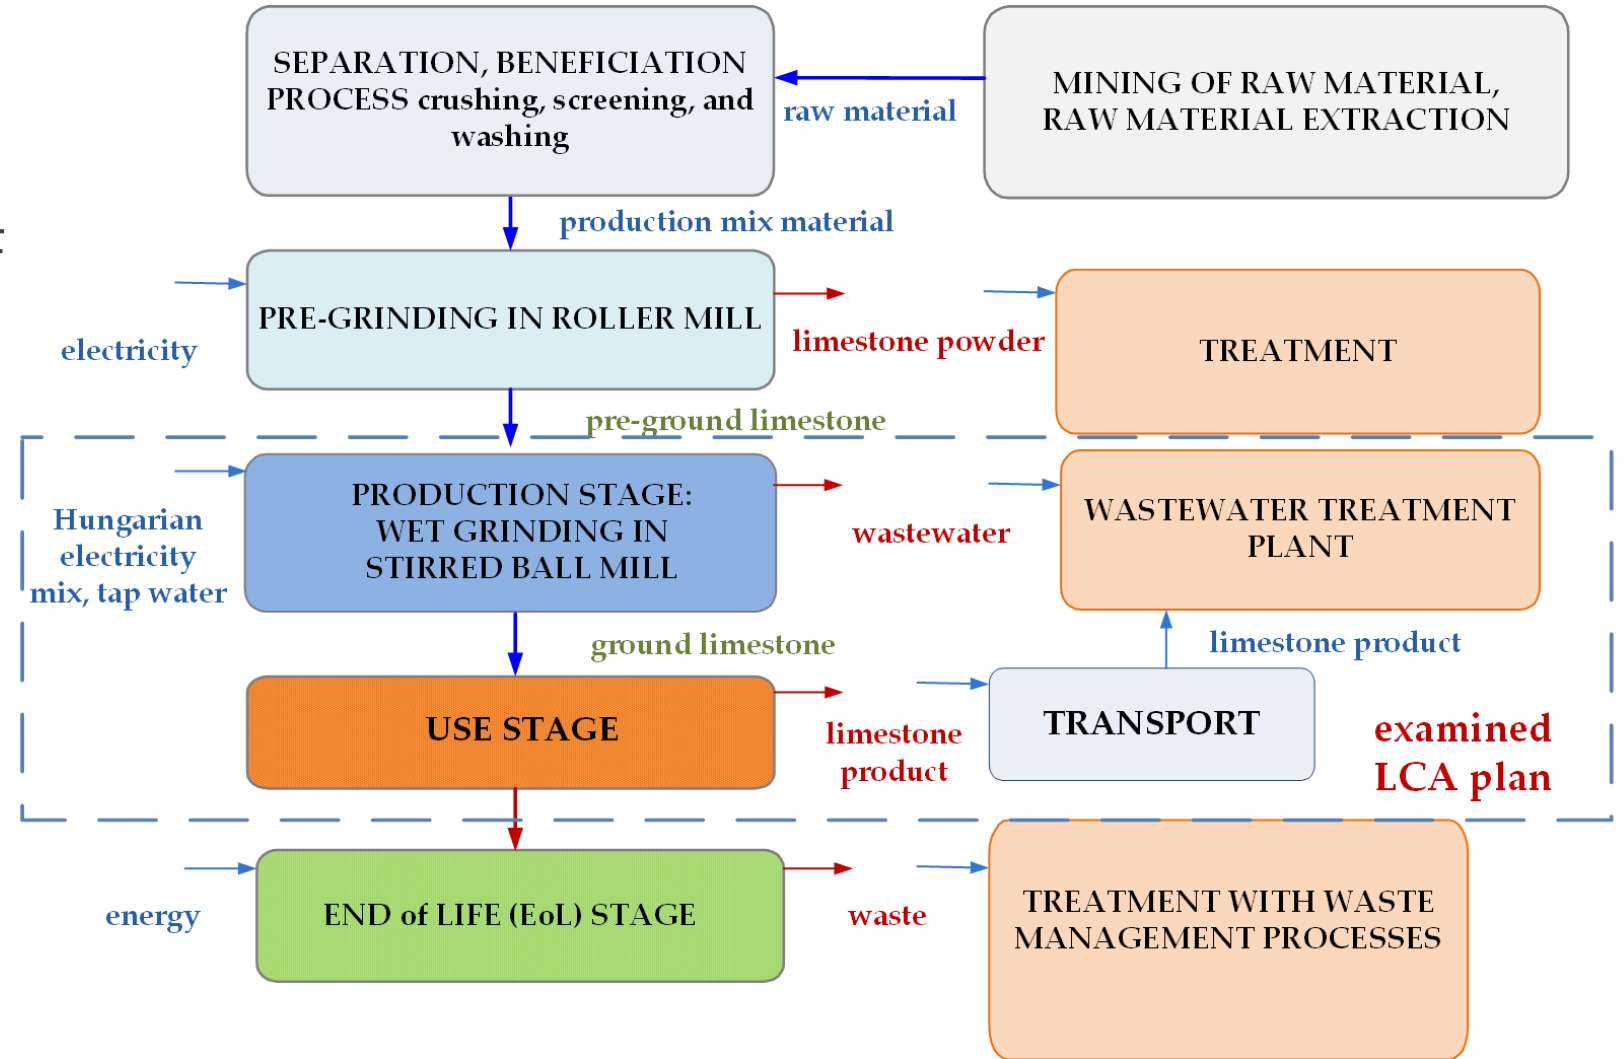 SEPARATION, BENEFICIATION
PROCESS crushing, screening, and
washing
MINING OF RAW MATERIAL,
RAW MATERIAL EXTRACTION
raw material
production mix material
electricity
PRE-GRINDING IN ROLLER MILL
limestone powder
TREATMENT
pre-ground limestone
Hungarian
electricity
mix, tap water
PRODUCTION STAGE:
WET GRINDING IN
STIRRED BALL MILL
wastewater
WASTEWATER TREATMENT
PLANT
ground limestone
limestone product
USE STAGE
limestone
product
TRANSPORT
examined
LCA plan
energy
END of LIFE (EoL) STAGE
waste
TREATMENT WITH WASTE
MANAGEMENT PROCESSES